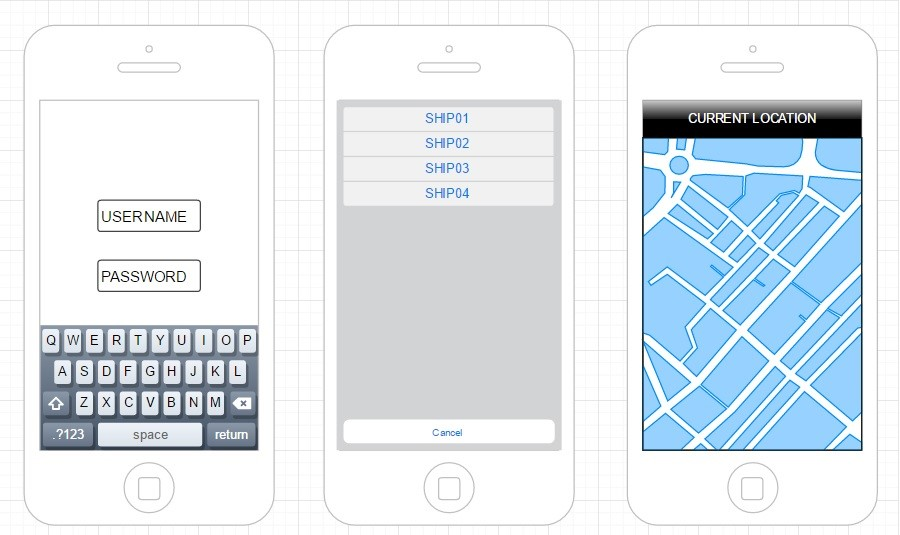 USERNAME
PASSWORD
Q W E R T Y U I O P
A S D F G H J K L
Z X C V B N M
.?123 space return
SHIP01
SHIP02
SHIP03
SHIP04
Cancel
CURRENT LOCATION